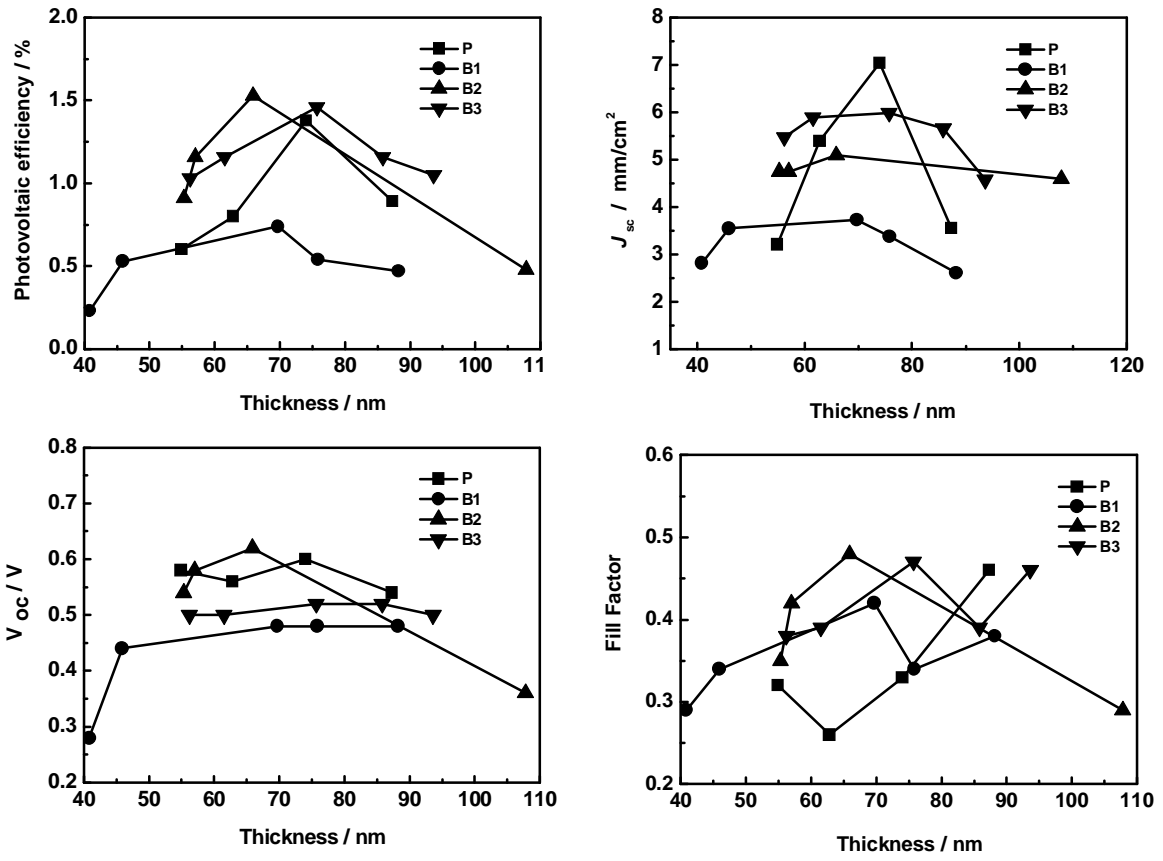 Photovoltaic efficiency / %
2.0
1.5
1.0
0.5
0.0
40 50 60 70 80 90 100 11
Thickness / nm
P
B1
B2
B3
J sc / mm/cm²
8
7
6
5
4
3
2
1
40 60 80 100 120
Thickness / nm
P
B1
B2
B3
V oc / V
0.8
0.7
0.6
0.5
0.4
0.3
0.2
40 50 60 70 80 90 100 110
Thickness / nm
P
B1
B2
B3
Fill Factor
0.6
0.5
0.4
0.3
0.2
40 50 60 70 80 90 100 110
Thickness / nm
P
B1
B2
B3